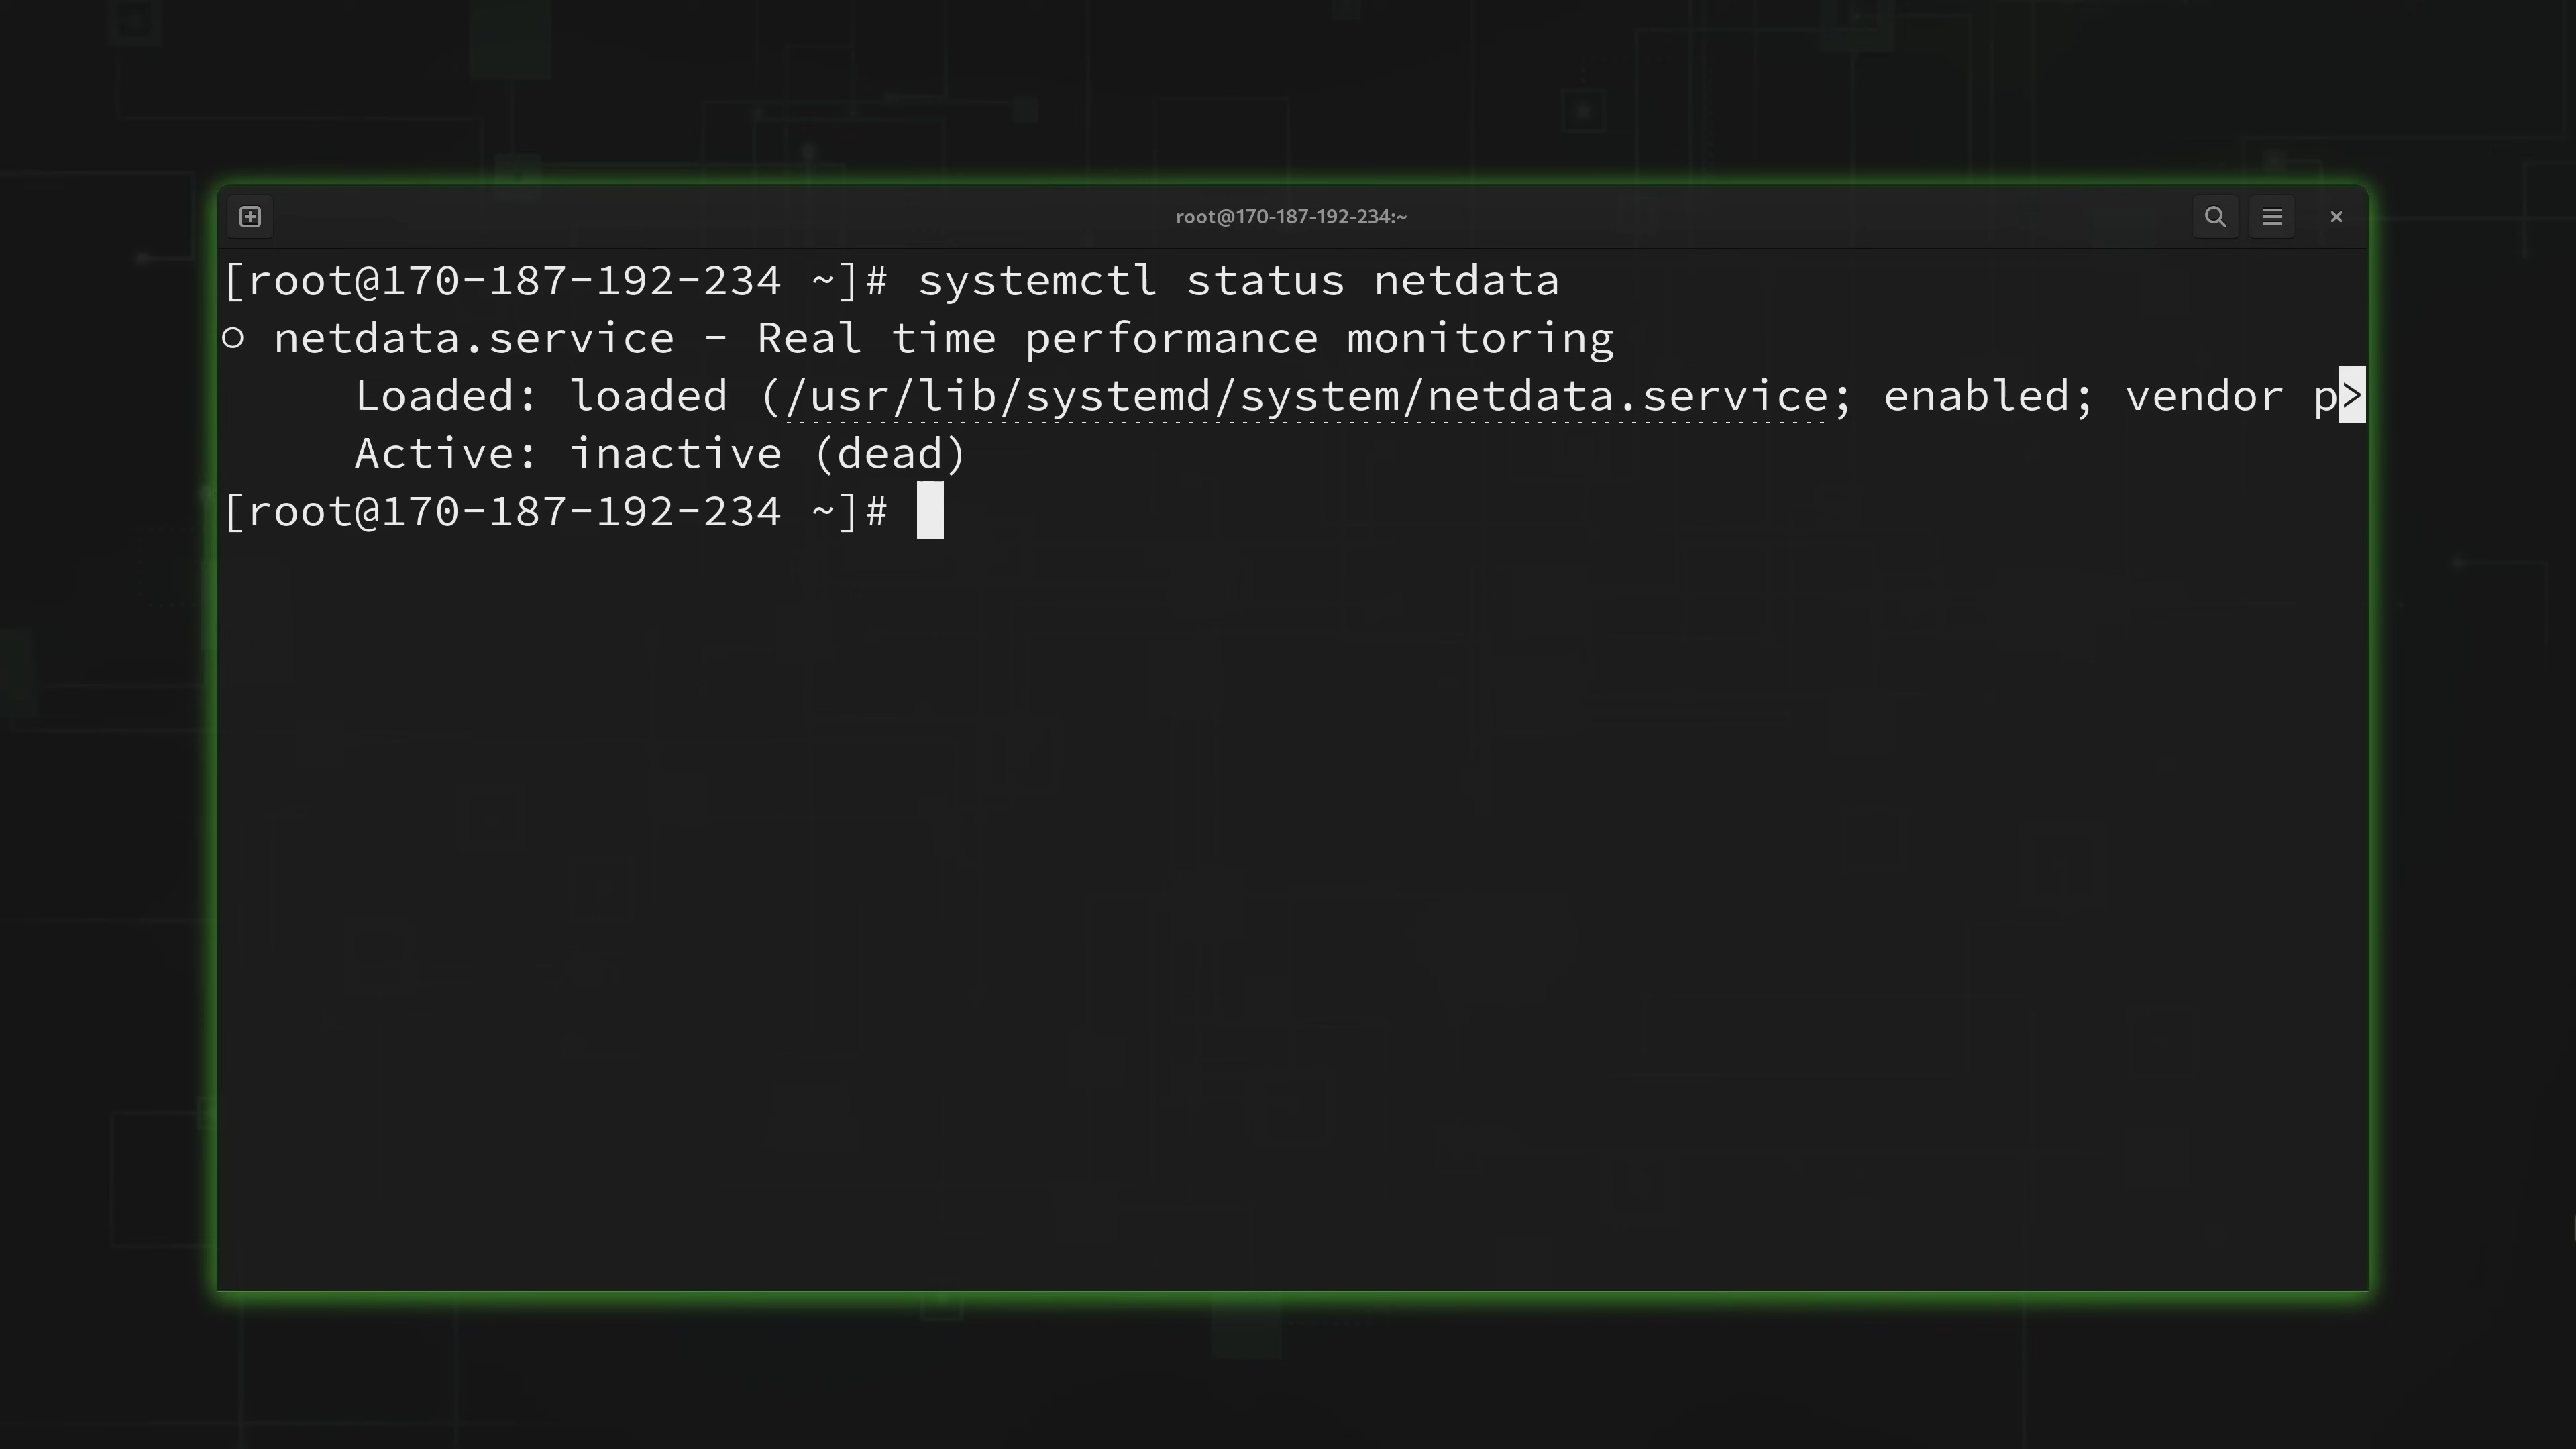 root@170-187-192-234:~
[root@170-187-192-234 ~]# systemctl status netdata
○ netdata.service - Real time performance monitoring
     Loaded: loaded (/usr/lib/systemd/system/netdata.service; enabled; vendor p>
     Active: inactive (dead)
[root@170-187-192-234 ~]#